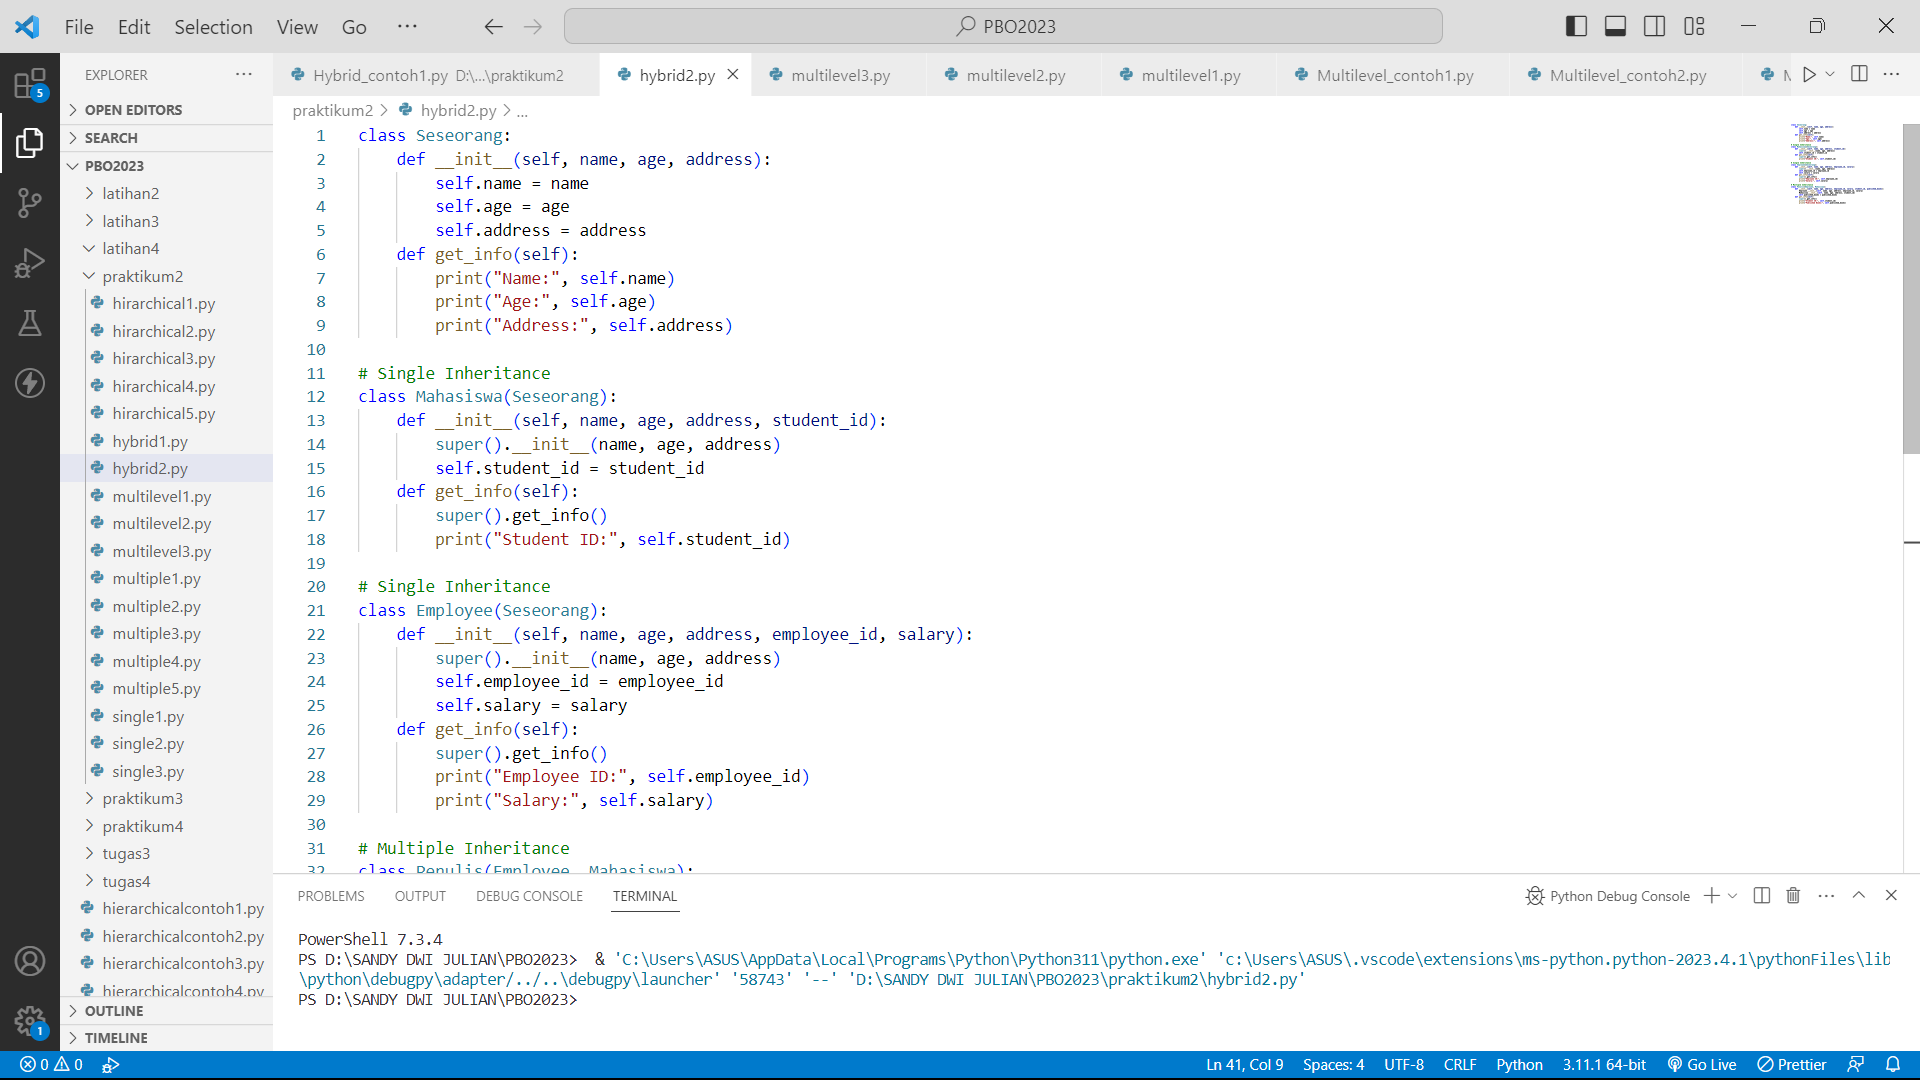 File Edit Selection View Go ··· PBO2023
EXPLORER ···
OPEN EDITORS
SEARCH
PBO2023
latihan2
latihan3
latihan4
praktikum2
hirarchical1.py
hirarchical2.py
hirarchical3.py
hirarchical4.py
hirarchical5.py
hybrid1.py
hybrid2.py
multilevel1.py
multilevel2.py
multilevel3.py
multiple1.py
multiple2.py
multiple3.py
multiple4.py
multiple5.py
single1.py
single2.py
single3.py
praktikum3
praktikum4
tugas3
tugas4
hierarchicalcontoh1.py
hierarchicalcontoh2.py
hierarchicalcontoh3.py
hierarchicalcontoh4.py
OUTLINE
TIMELINE
5
1
Hybrid_contoh1.py D:\...\praktikum2 hybrid2.py multilevel3.py multilevel2.py multilevel1.py Multilevel_contoh1.py Multilevel_contoh2.py
praktikum2 > hybrid2.py > ...
1 class Seseorang:
2     def __init__(self, name, age, address):
3         self.name = name
4         self.age = age
5         self.address = address
6     def get_info(self):
7         print("Name:", self.name)
8         print("Age:", self.age)
9         print("Address:", self.address)
10
11 # Single Inheritance
12 class Mahasiswa(Seseorang):
13     def __init__(self, name, age, address, student_id):
14         super().__init__(name, age, address)
15         self.student_id = student_id
16     def get_info(self):
17         super().get_info()
18         print("Student ID:", self.student_id)
19
20 # Single Inheritance
21 class Employee(Seseorang):
22     def __init__(self, name, age, address, employee_id, salary):
23         super().__init__(name, age, address)
24         self.employee_id = employee_id
25         self.salary = salary
26     def get_info(self):
27         super().get_info()
28         print("Employee ID:", self.employee_id)
29         print("Salary:", self.salary)
30
31 # Multiple Inheritance
32 class Penulis(Employee, Mahasiswa):
PROBLEMS OUTPUT DEBUG CONSOLE TERMINAL Python Debug Console
PowerShell 7.3.4
PS D:\SANDY DWI JULIAN\PBO2023>  & 'C:\Users\ASUS\AppData\Local\Programs\Python\Python311\python.exe' 'c:\Users\ASUS\.vscode\extensions\ms-python.python-2023.4.1\pythonFiles\lib
\python\debugpy\adapter/../..\debugpy\launcher' '58743' '--' 'D:\SANDY DWI JULIAN\PBO2023\praktikum2\hybrid2.py'
PS D:\SANDY DWI JULIAN\PBO2023>
0 0 Ln 41, Col 9 Spaces: 4 UTF-8 CRLF Python 3.11.1 64-bit Go Live Prettier